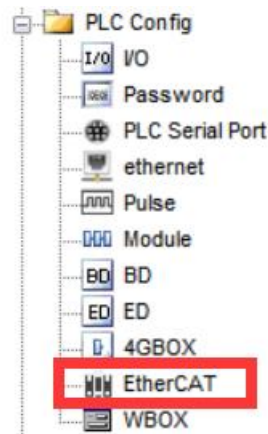 PLC Config
I/O I/O
Password
PLC Serial Port
ethernet
Pulse
Module
BD BD
ED ED
4GBOX
EtherCAT
WBOX